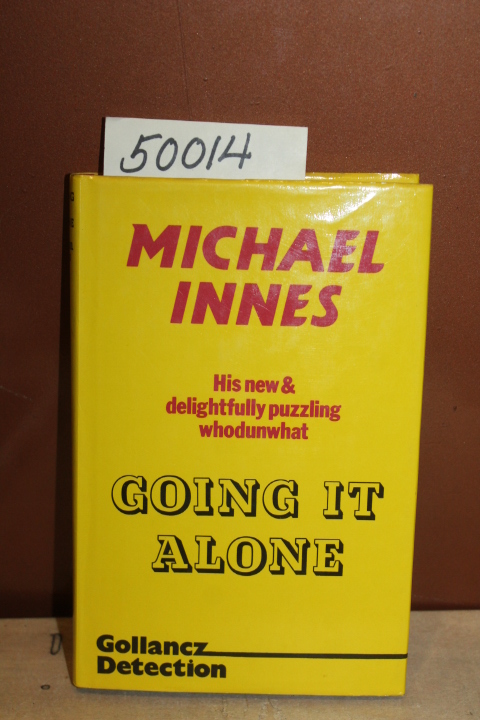 50014
MICHAEL
INNES
His new &
delightfully puzzling
whodunwhat
GOING IT
ALONE
Gollancz
Detection
D